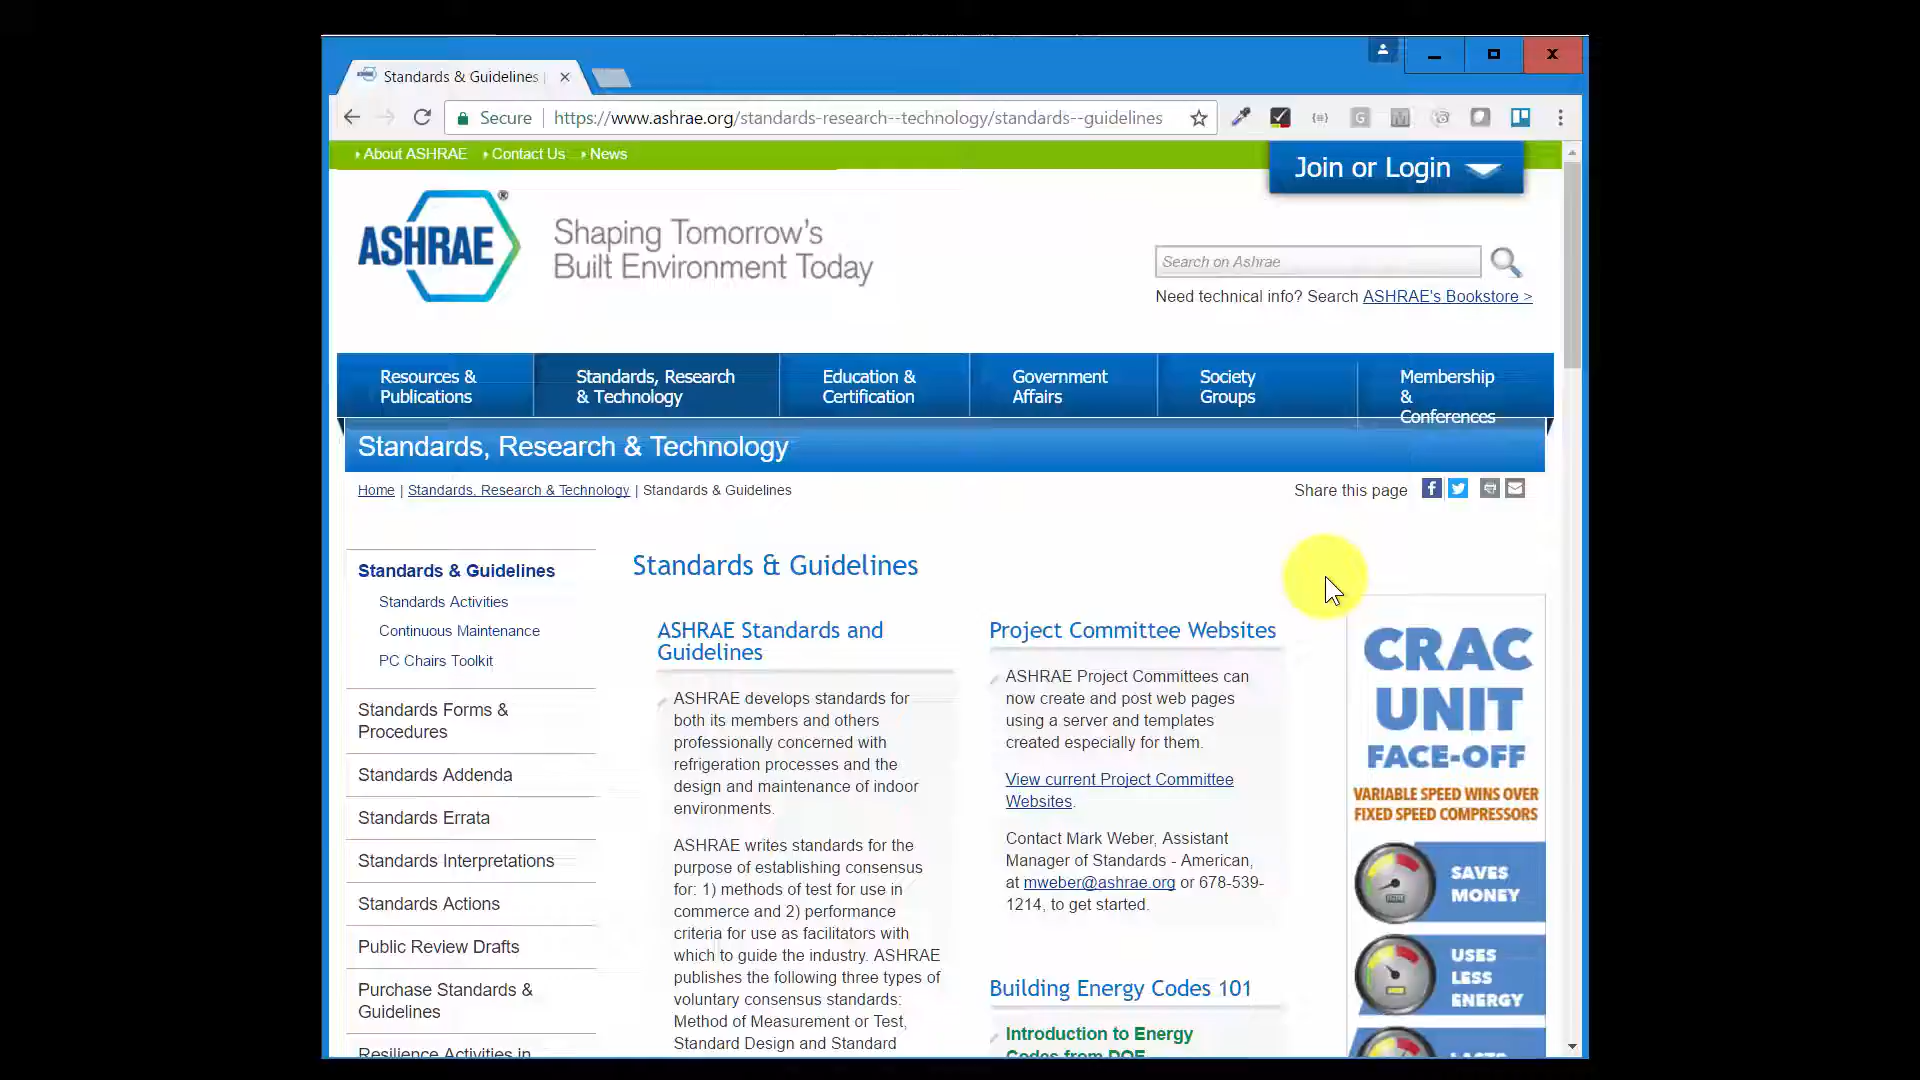 Standards & Guidelines
Secure
https://www.ashrae.org/standards-research--technology/standards--guidelines
About ASHRAE
Contact Us
News
Join or Login
ASHRAE®
Shaping Tomorrow's
Built Environment Today
Search on Ashrae
Need technical info? Search ASHRAE's Bookstore >
Resources &
Publications
Standards, Research
& Technology
Education &
Certification
Government
Affairs
Society
Groups
Membership
&
Conferences
Standards, Research & Technology
Home | Standards, Research & Technology | Standards & Guidelines
Share this page
Standards & Guidelines
Standards Activities
Continuous Maintenance
PC Chairs Toolkit
Standards Forms &
Procedures
Standards Addenda
Standards Errata
Standards Interpretations
Standards Actions
Public Review Drafts
Purchase Standards &
Guidelines
Resilience Activities in
Standards & Guidelines
ASHRAE Standards and
Guidelines
ASHRAE develops standards for
both its members and others
professionally concerned with
refrigeration processes and the
design and maintenance of indoor
environments.
ASHRAE writes standards for the
purpose of establishing consensus
for: 1) methods of test for use in
commerce and 2) performance
criteria for use as facilitators with
which to guide the industry. ASHRAE
publishes the following three types of
voluntary consensus standards:
Method of Measurement or Test,
Standard Design and Standard
Project Committee Websites
ASHRAE Project Committees can
now create and post web pages
using a server and templates
created especially for them.
View current Project Committee
Websites.
Contact Mark Weber, Assistant
Manager of Standards - American,
at mweber@ashrae.org or 678-539-
1214, to get started.
Building Energy Codes 101
Introduction to Energy
Codes from DOE
CRAC
UNIT
FACE-OFF
VARIABLE SPEED WINS OVER
FIXED SPEED COMPRESSORS
SAVES
MONEY
USES
LESS
ENERGY